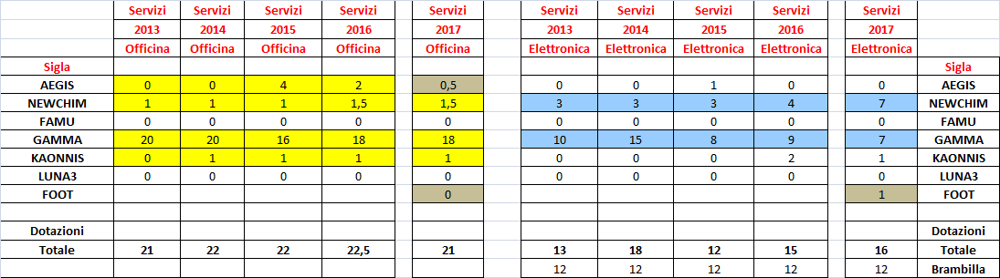 Servizi Servizi Servizi Servizi Servizi Servizi Servizi Servizi Servizi Servizi
2013 2014 2015 2016 2017 2013 2014 2015 2016 2017
Officina Officina Officina Officina Officina Elettronica Elettronica Elettronica Elettronica Elettronica
Sigla Sigla
AEGIS 0 0 4 2 0,5 0 0 1 0 0 AEGIS
NEWCHIM 1 1 1 1,5 1,5 3 3 3 4 7 NEWCHIM
FAMU 0 0 0 0 0 0 0 0 0 0 FAMU
GAMMA 20 20 16 18 18 10 15 8 9 7 GAMMA
KAONNIS 0 1 1 1 1 0 0 0 2 1 KAONNIS
LUNA3 0 0 0 0 0 0 0 0 0 0 LUNA3
FOOT 0 1 FOOT
Dotazioni Dotazioni
Totale 21 22 22 22,5 21 13 18 12 15 16 Totale
12 12 12 12 12 Brambilla